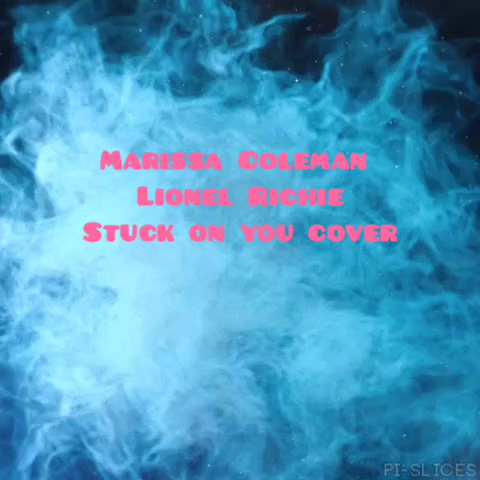 Marissa Coleman
Lionel Richie
Stuck on you cover
PI-SLICES